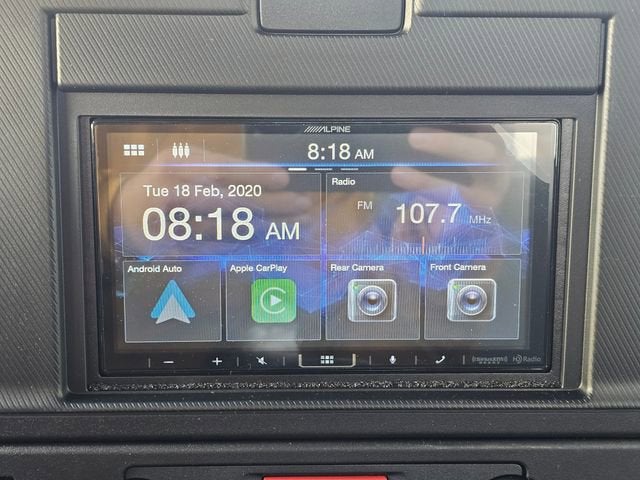 ALPINE
8:18 AM
Tue 18 Feb, 2020
08:18 AM
Radio
FM 107.7 MHz
Android Auto
Apple CarPlay
Rear Camera
Front Camera
SiriusXM
HD Radio